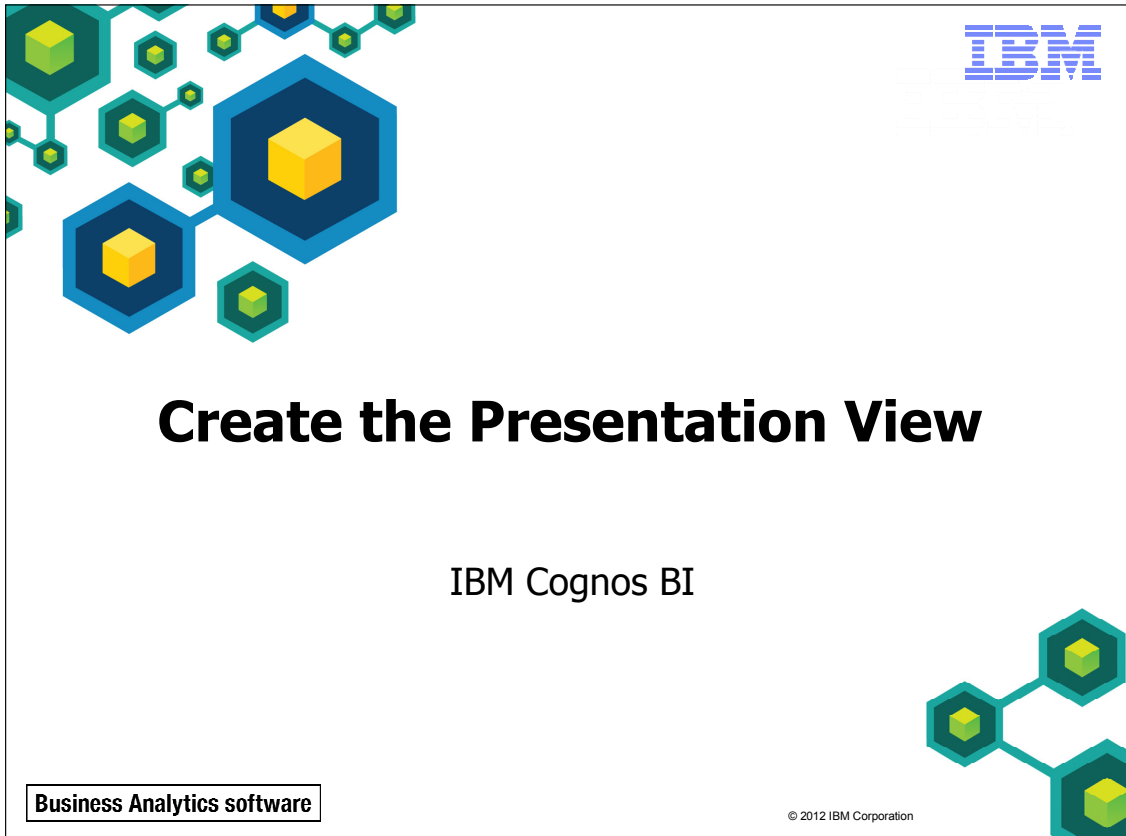 IBM
Create the Presentation View
IBM Cognos BI
Business Analytics software
© 2012 IBM Corporation